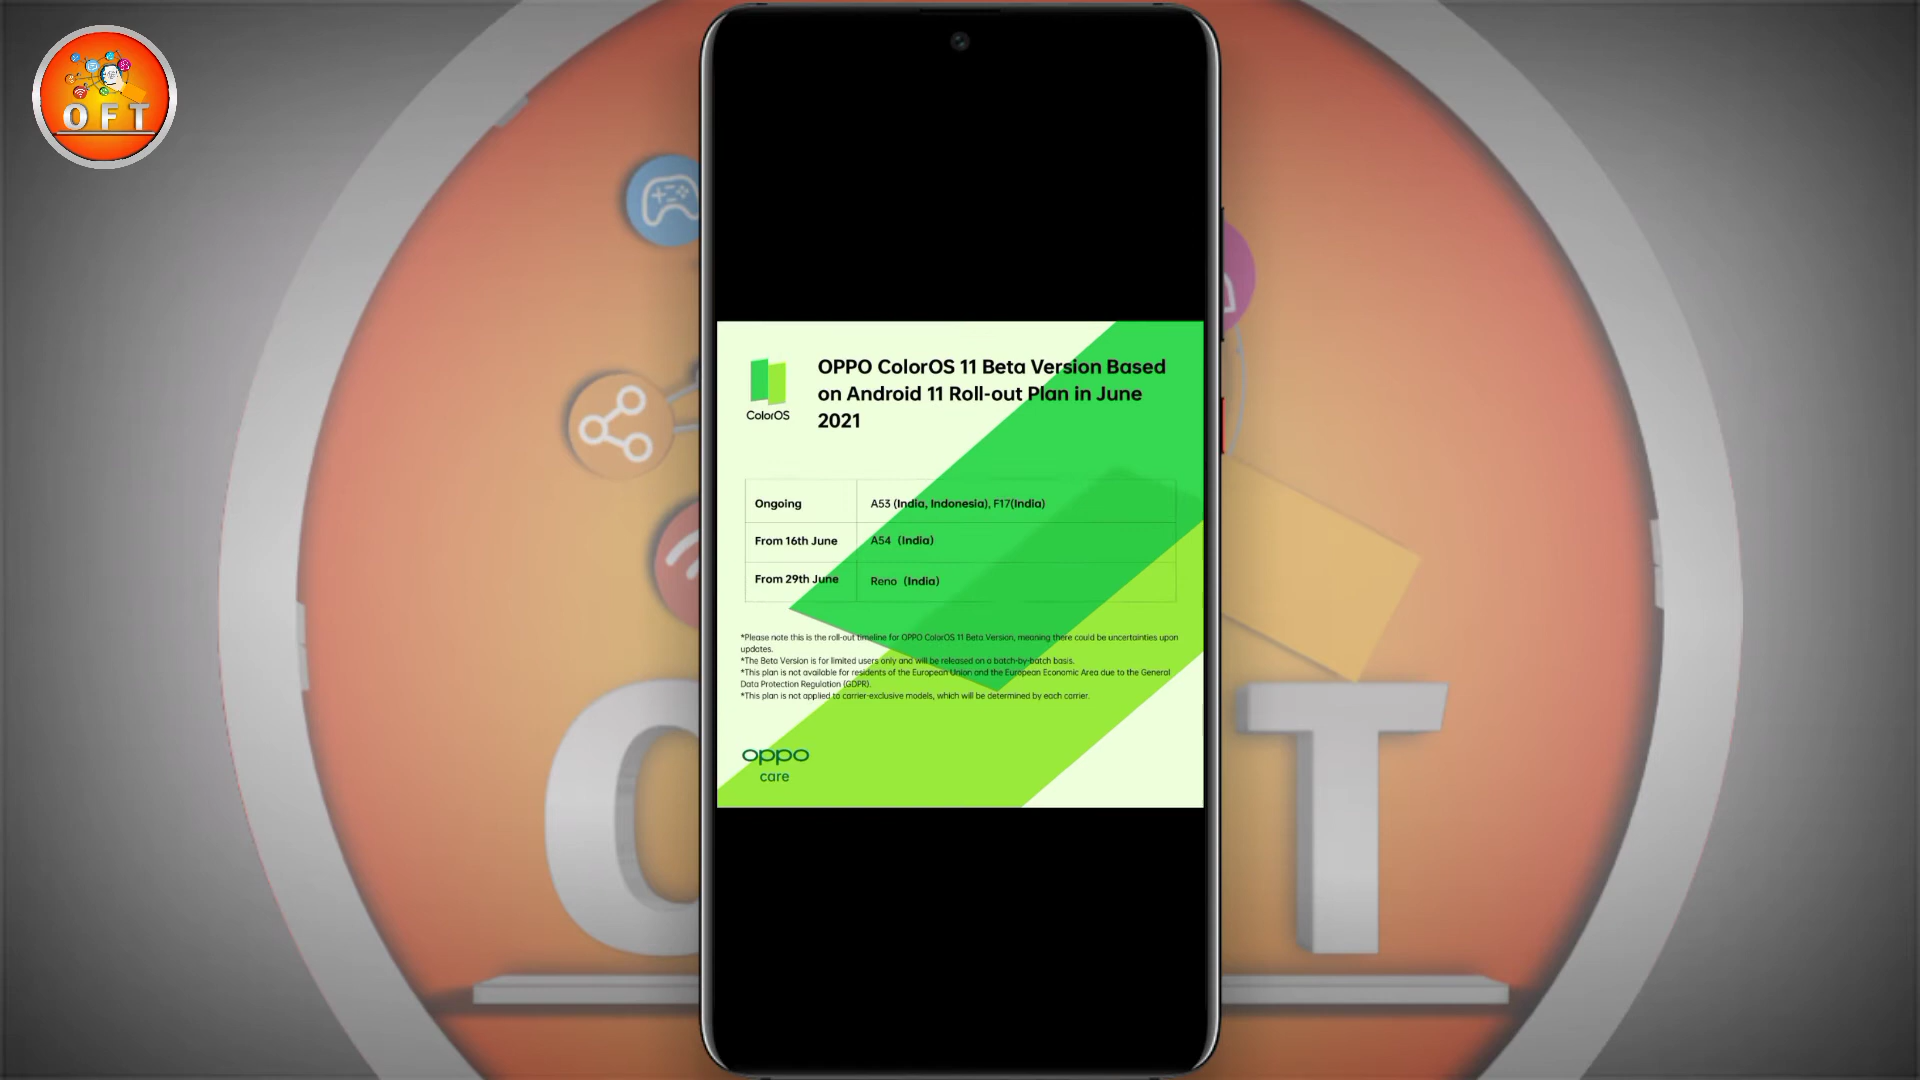 OFT
OPPO ColorOS 11 Beta Version Based
on Android 11 Roll-out Plan in June
2021
ColorOS
Ongoing A53 (India, Indonesia), F17(India)
From 16th June A54 (India)
From 29th June Reno (India)
*Please note this is the roll-out timeline for OPPO ColorOS 11 Beta Version, meaning there could be uncertainties upon
updates.
*The Beta Version is for limited users only and will be released on a batch-by-batch basis.
*This plan is not available for residents of the European Union and the European Economic Area due to the General
Data Protection Regulation (GDPR).
*This plan is not applied to carrier-exclusive models, which will be determined by each carrier.
oppo
care
O T